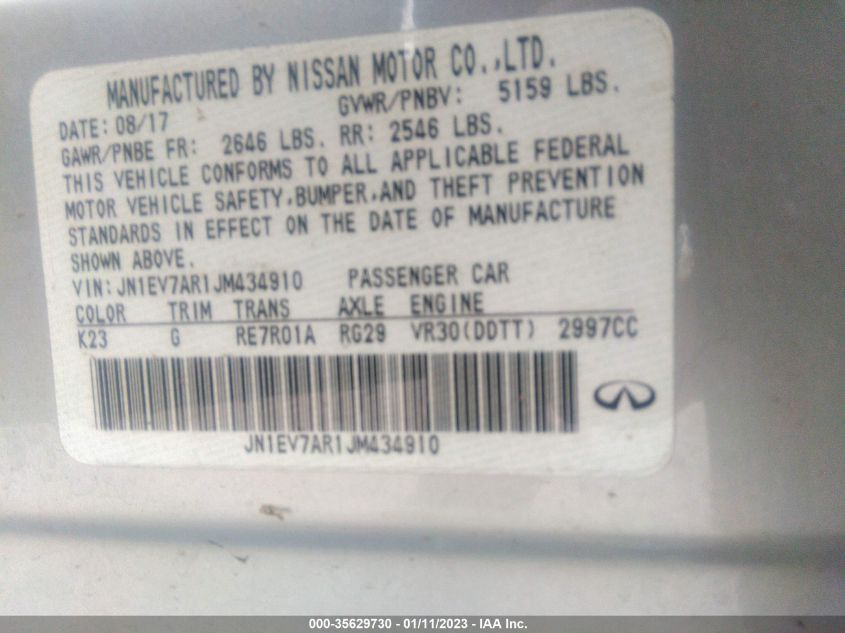 MANUFACTURED BY NISSAN MOTOR CO.,LTD.
DATE: 08/17 GVWR/PNBV: 5159 LBS.
GAWR/PNBE FR: 2646 LBS. RR: 2546 LBS.
THIS VEHICLE CONFORMS TO ALL APPLICABLE FEDERAL
MOTOR VEHICLE SAFETY,BUMPER,AND THEFT PREVENTION
STANDARDS IN EFFECT ON THE DATE OF MANUFACTURE
SHOWN ABOVE.
VIN: JN1EV7AR1JM434910 PASSENGER CAR
COLOR TRIM TRANS AXLE ENGINE
K23 G RE7R01A RG29 VR30(DDTT) 2997CC
JN1EV7AR1JM434910
000-35629730 - 01/11/2023 - IAA Inc.